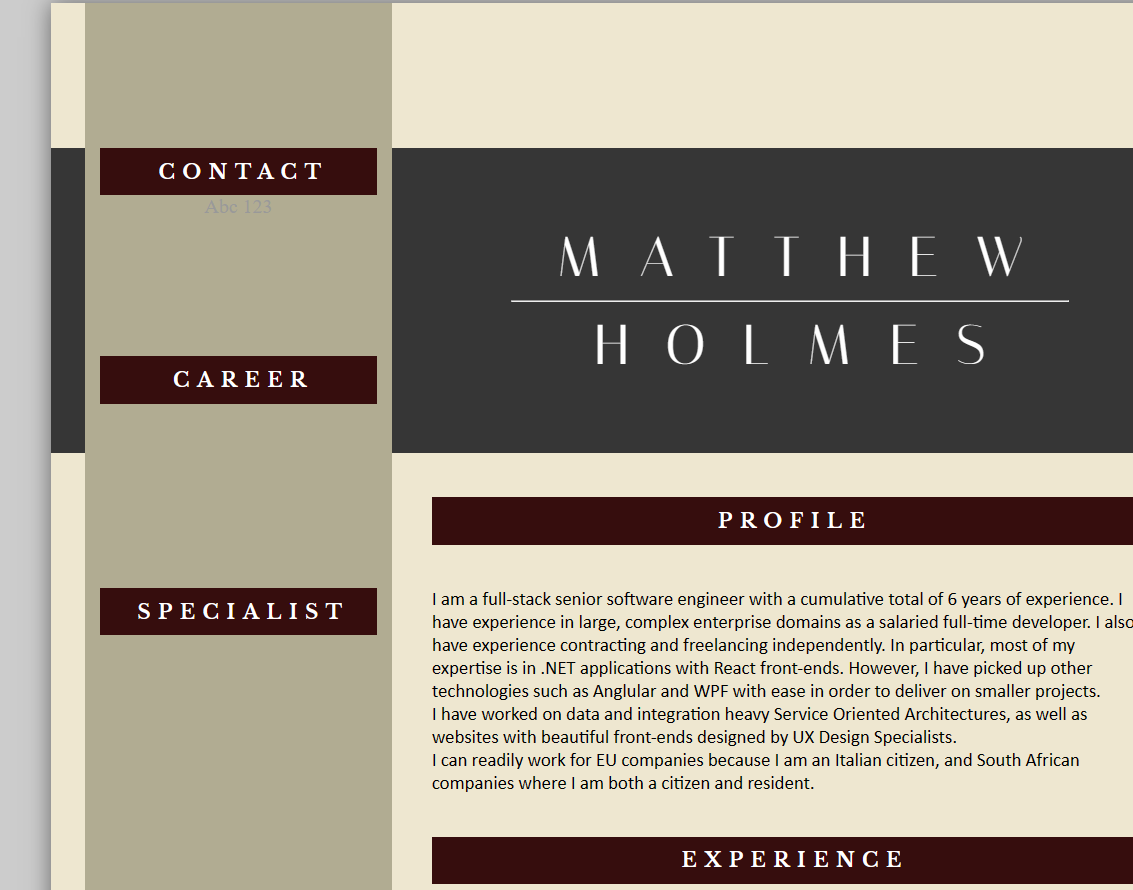 CONTACT
Abc 123
CAREER
SPECIALIST
MATTHEW
HOLMES
PROFILE
I am a full-stack senior software engineer with a cumulative total of 6 years of experience. I
have experience in large, complex enterprise domains as a salaried full-time developer. I also
have experience contracting and freelancing independently. In particular, most of my
expertise is in .NET applications with React front-ends. However, I have picked up other
technologies such as Anglular and WPF with ease in order to deliver on smaller projects.
I have worked on data and integration heavy Service Oriented Architectures, as well as
websites with beautiful front-ends designed by UX Design Specialists.
I can readily work for EU companies because I am an Italian citizen, and South African
companies where I am both a citizen and resident.
EXPERIENCE